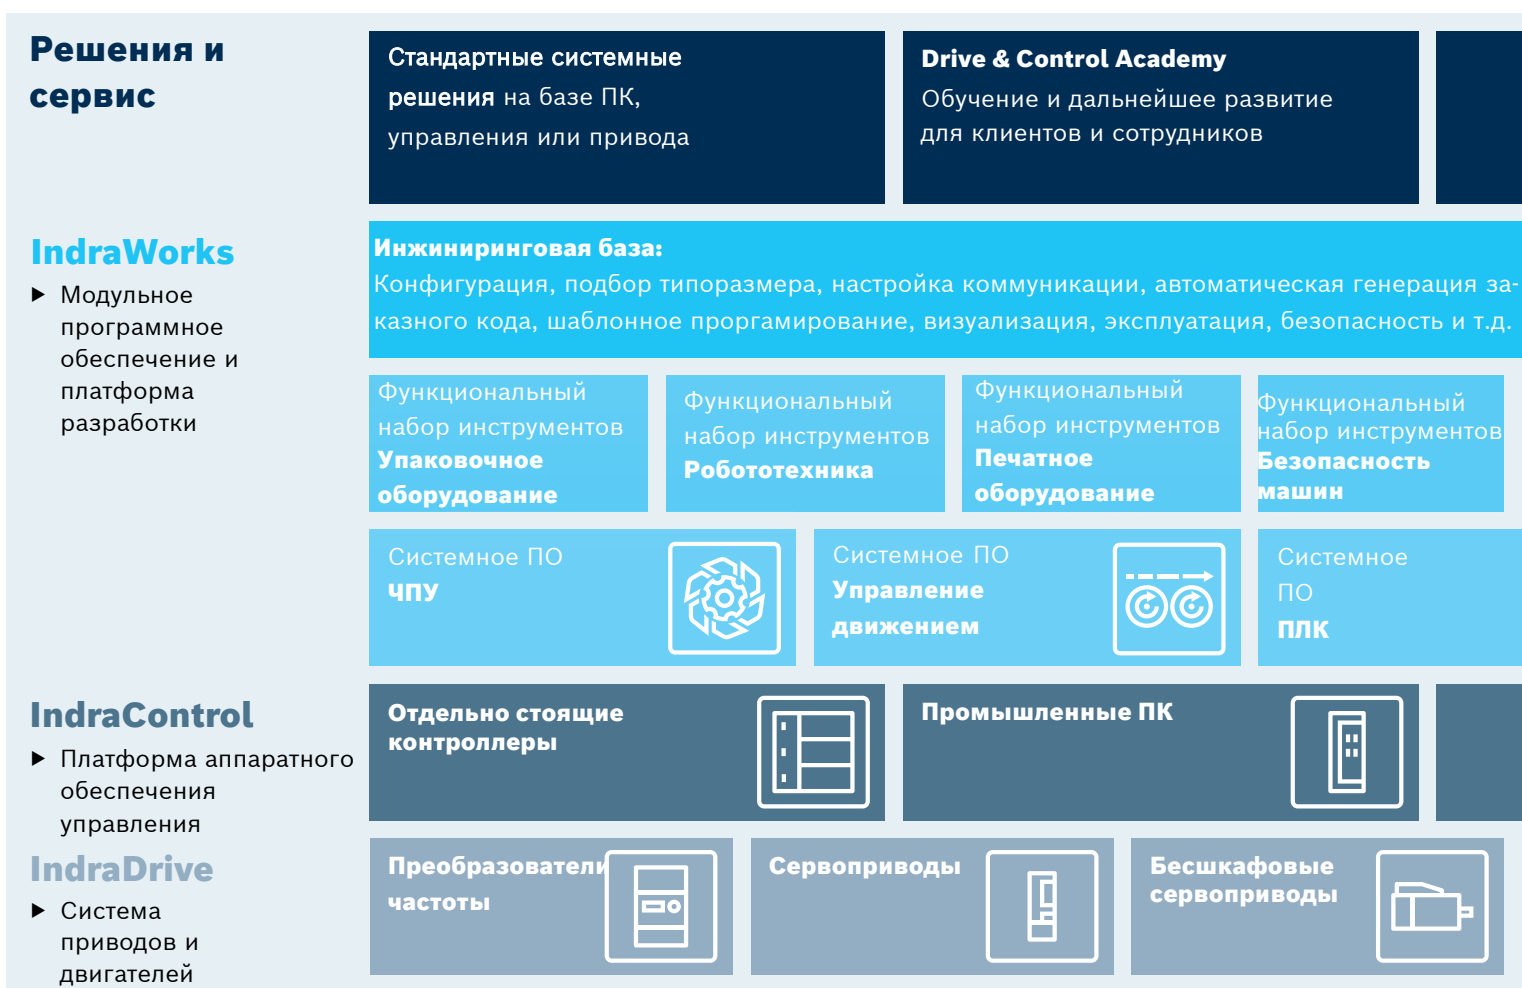 Решения и
сервис
Стандартные системные
решения на базе ПК,
управления или привода
Drive & Control Academy
Обучение и дальнейшее развитие
для клиентов и сотрудников
IndraWorks
▶ Модульное
программное
обеспечение и
платформа
разработки
Инжиниринговая база:
Конфигурация, подбор типоразмера, настройка коммуникации, автоматическая генерация за-
казного кода, шаблонное проргамирование, визуализация, эксплуатация, безопасность и т.д.
Функциональный
набор инструментов
Упаковочное
оборудование
Функциональный
набор инструментов
Робототехника
Функциональный
набор инструментов
Печатное
оборудование
Функциональный
набор инструментов
Безопасность
машин
Системное ПО
ЧПУ
Системное ПО
Управление
движением
Системное
ПО
ПЛК
IndraControl
▶ Платформа аппаратного
обеспечения
управления
Отдельно стоящие
контроллеры
Промышленные ПК
IndraDrive
▶ Система
приводов и
двигателей
Преобразователи
частоты
Сервоприводы
Бесшкафовые
сервоприводы